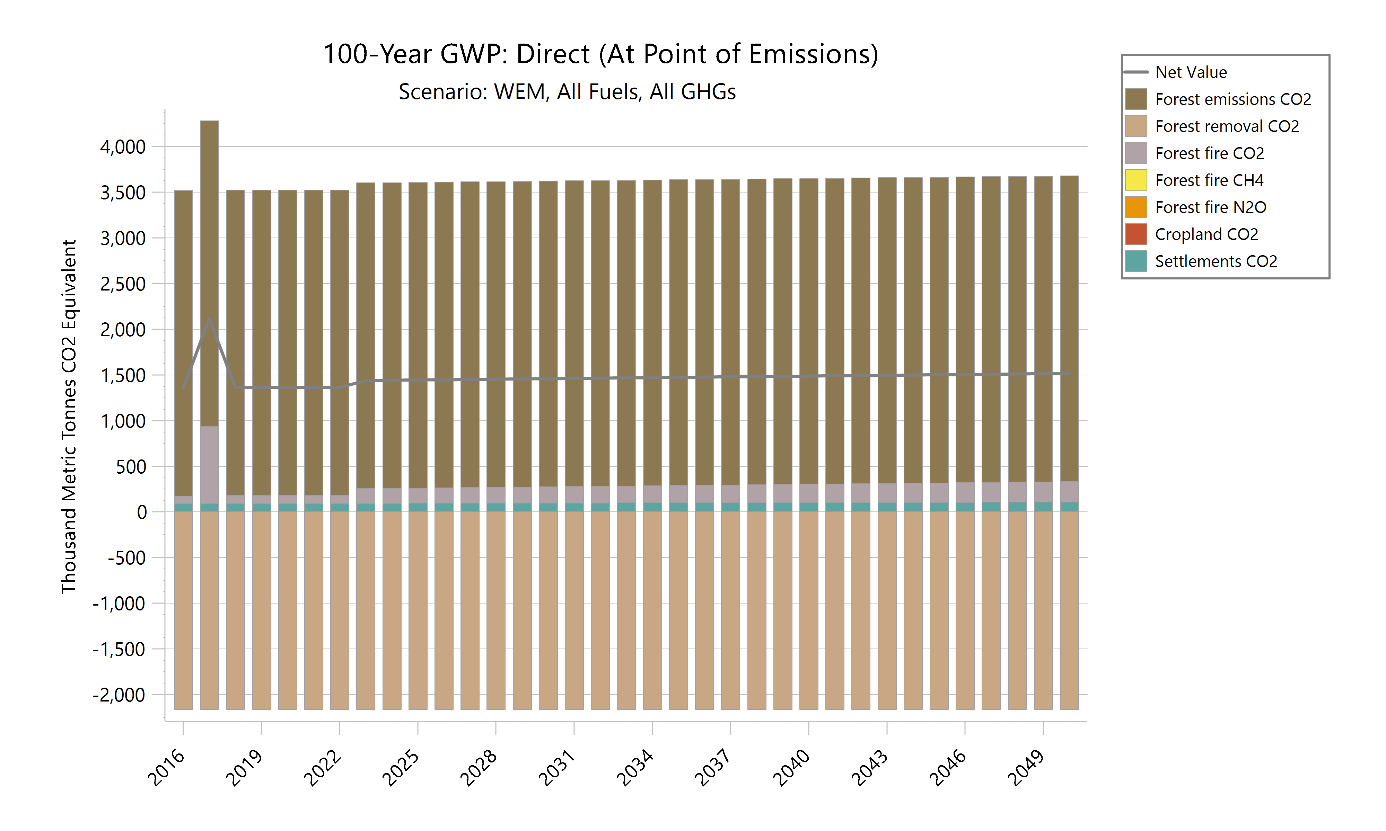 100-Year GWP: Direct (At Point of Emissions)
Scenario: WEM, All Fuels, All GHGs
Thousand Metric Tonnes CO2 Equivalent
4,000
3,500
3,000
2,500
2,000
1,500
1,000
500
0
-500
-1,000
-1,500
-2,000
2016
2019
2022
2025
2028
2031
2034
2037
2040
2043
2046
2049
Net Value
Forest emissions CO2
Forest removal CO2
Forest fire CO2
Forest fire CH4
Forest fire N2O
Cropland CO2
Settlements CO2